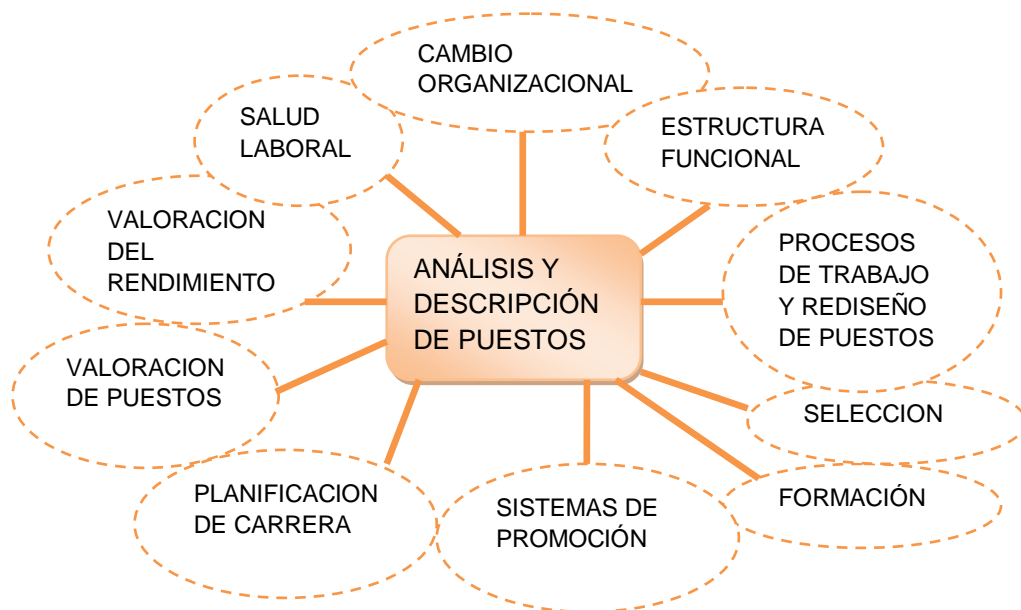 CAMBIO
ORGANIZACIONAL
SALUD
LABORAL
ESTRUCTURA
FUNCIONAL
VALORACION
DEL
RENDIMIENTO
ANÁLISIS Y
DESCRIPCIÓN
DE PUESTOS
PROCESOS
DE TRABAJO
Y REDISEÑO
DE PUESTOS
VALORACION
DE PUESTOS
SELECCION
PLANIFICACION
DE CARRERA
SISTEMAS DE
PROMOCIÓN
FORMACIÓN